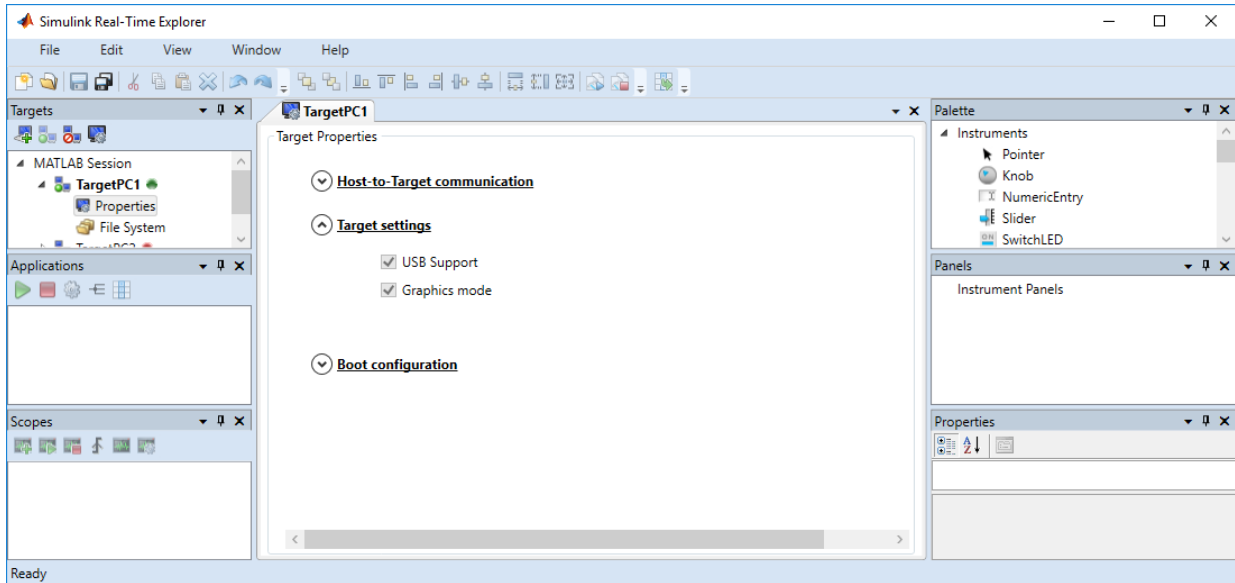 Simulink Real-Time Explorer
File Edit View Window Help
Targets
MATLAB Session
TargetPC1
Properties
File System
Applications
Scopes
TargetPC1
Target Properties
Host-to-Target communication
Target settings
USB Support
Graphics mode
Boot configuration
Palette
Instruments
Pointer
Knob
NumericEntry
Slider
ON
SwitchLED
Panels
Instrument Panels
Properties
A
Z
Ready